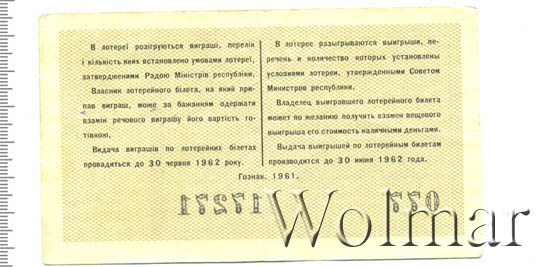 В лотереї розігруються виграші, перелік
і кількість яких встановлено умовами лотереї,
затвердженими Радою Міністрів республіки.
Власник лотерейного білета, на який при-
пав виграш, може за бажанням одержати
взамін речового виграшу його вартість го-
тівкою.
Видача виграшів по лотерейних білетах
провадиться до 30 червня 1962 року.
В лотерее разыгрываются выигрыши, пе-
речень и количество которых установлены
условиями лотереи, утвержденными Советом
Министров республики.
Владелец выигравшего лотерейного билета
может по желанию получить взамен вещевого
выигрыша его стоимость наличными деньгами.
Выдача выигрышей по лотерейным билетам
производится до 30 июня 1962 года.
Гознак. 1961.
17271
Wolmar